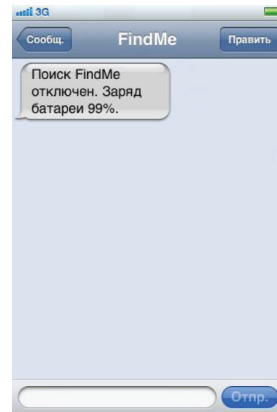 3G
Сообщ. FindMe Править
Поиск FindMe
отключен. Заряд
батареи 99%.
Отпр.